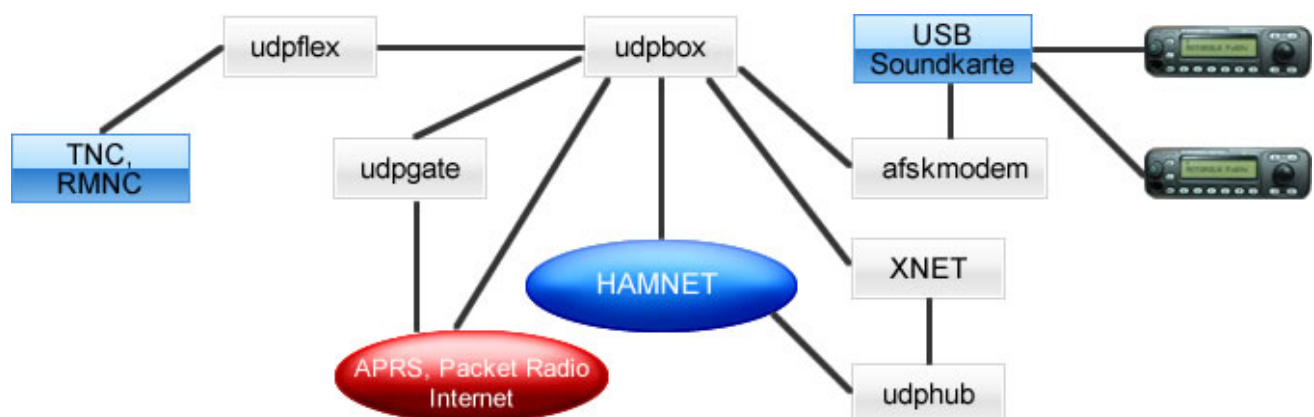 udpflex
udpbox
USB
Soundkarte
TNC,
RMNC
udpgate
afskmodem
HAMNET
XNET
APRS, Packet Radio
Internet
udphub